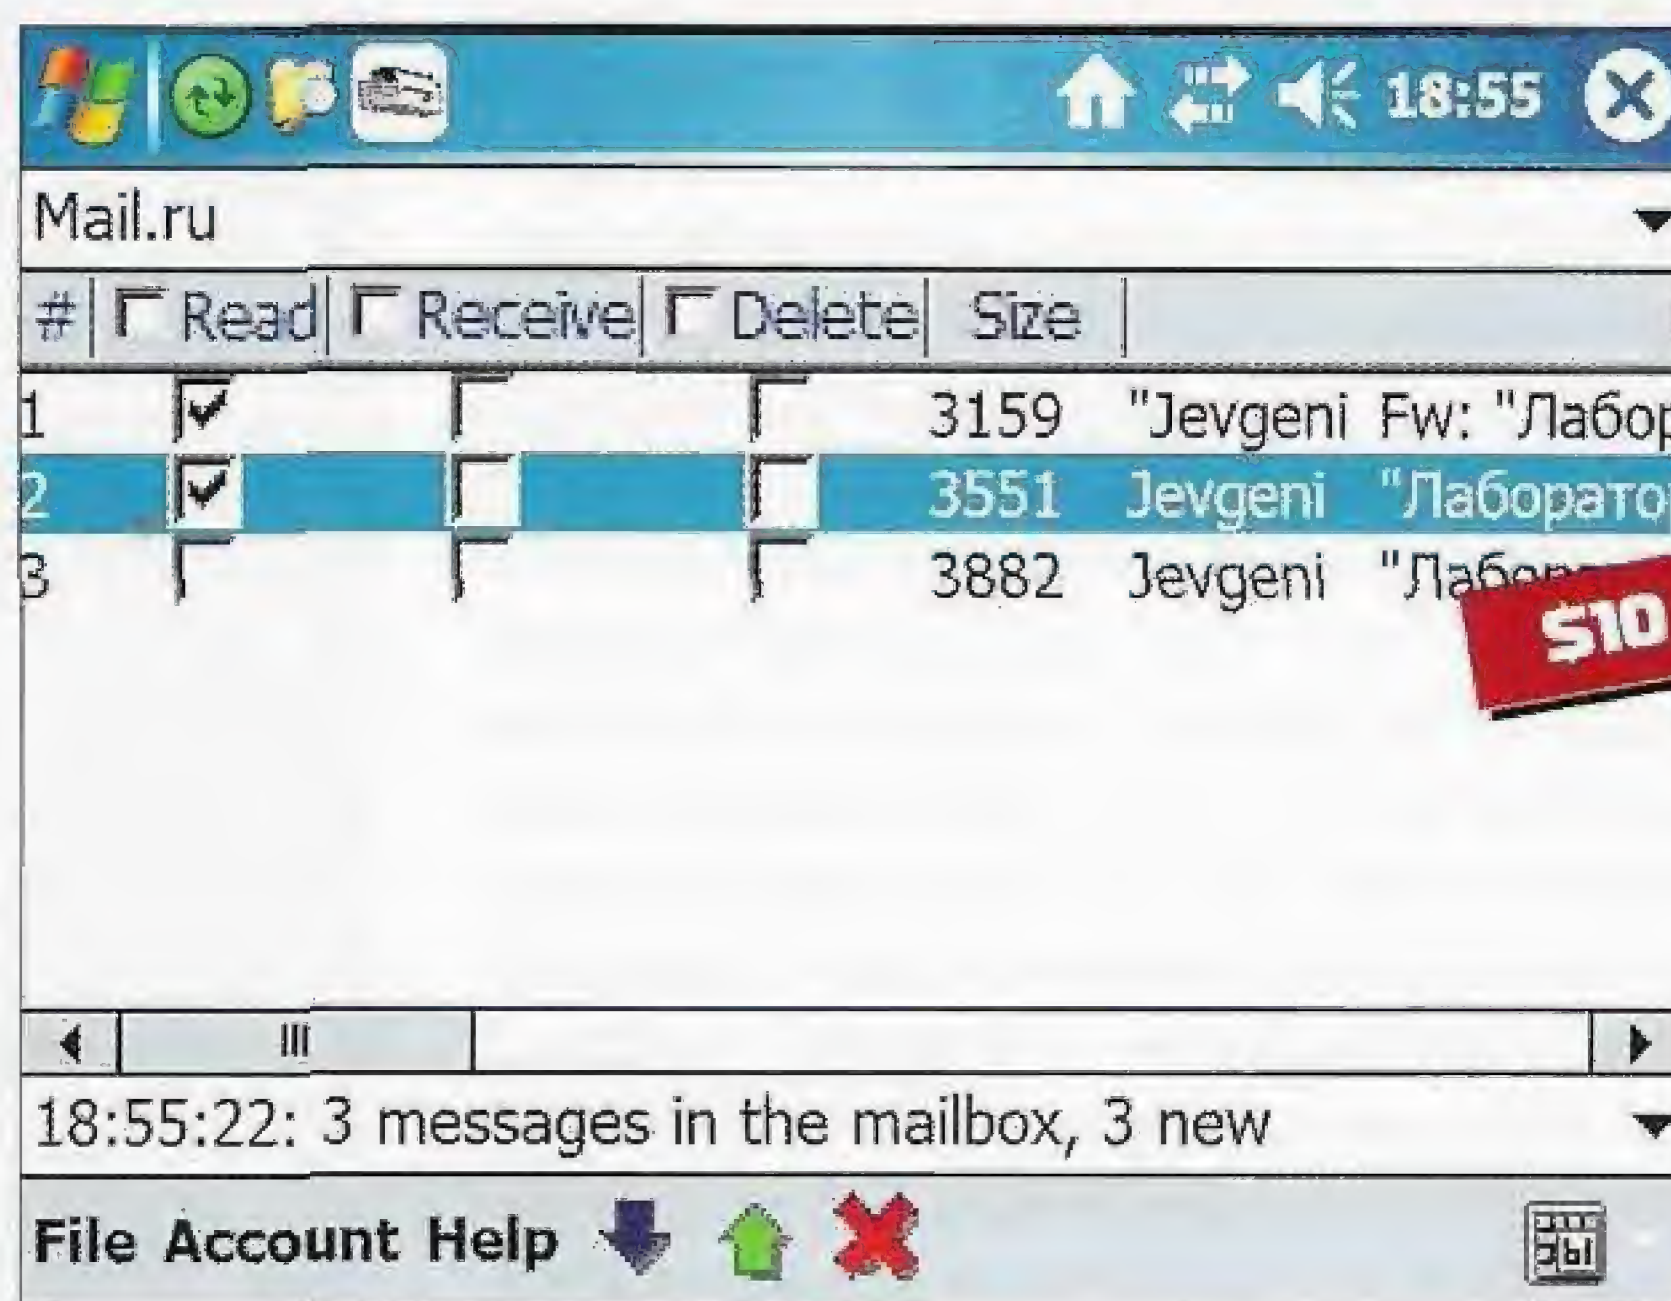 18:55
Mail.ru
# Read Receive Delete Size
1 3159 "Jevgeni Fw: "Лабор
2 3551 Jevgeni "Лаборато
3 3882 Jevgeni "Лабора
$10
18:55:22: 3 messages in the mailbox, 3 new
File Account Help